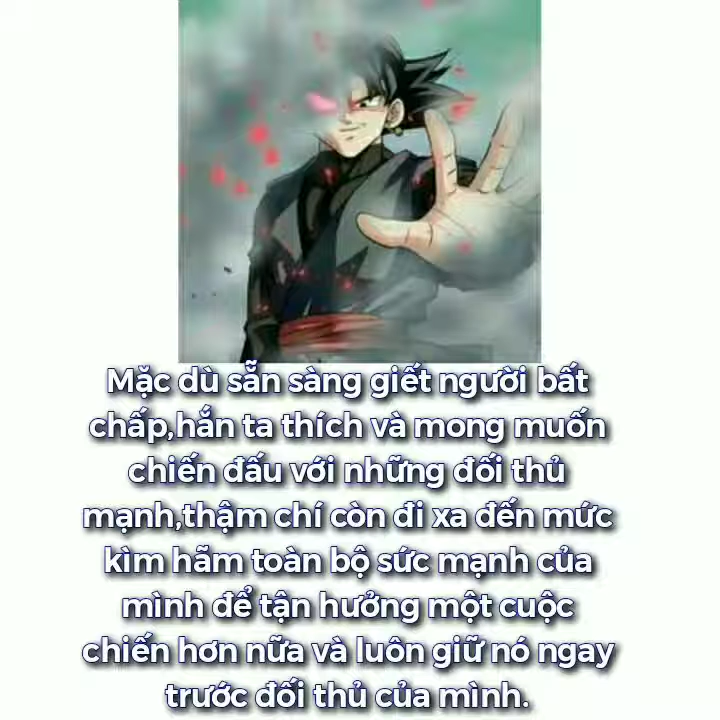 Mặc dù sẵn sàng giết người bất
chấp,hắn ta thích và mong muốn
chiến đấu với những đối thủ
mạnh,thậm chí còn đi xa đến mức
kìm hãm toàn bộ sức mạnh của
mình để tận hưởng một cuộc
chiến hơn nữa và luôn giữ nó ngay
trước đối thủ của mình.